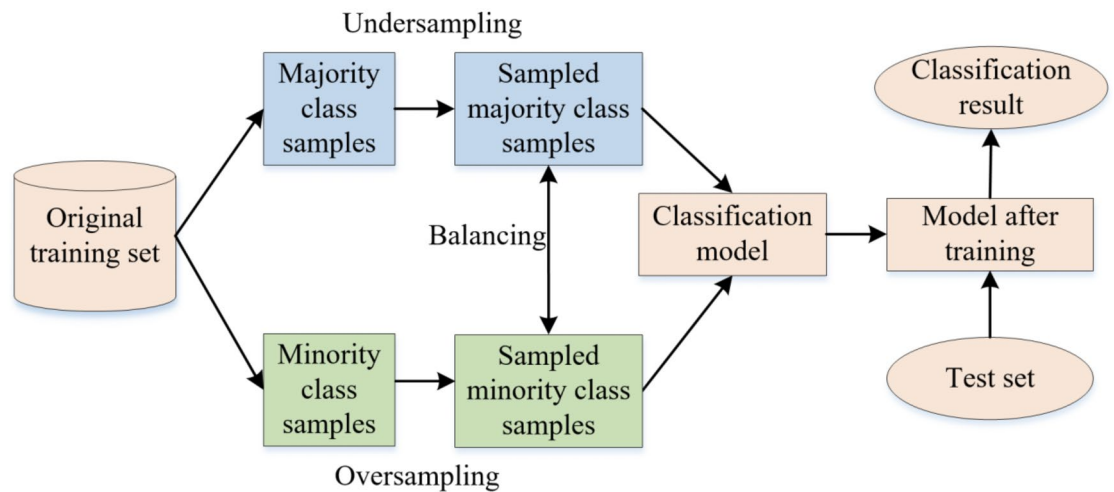 Undersampling
Majority
class
samples
Sampled
majority class
samples
Original
training set
Balancing
Minority
class
samples
Sampled
minority class
samples
Oversampling
Classification
model
Model after
training
Classification
result
Test set